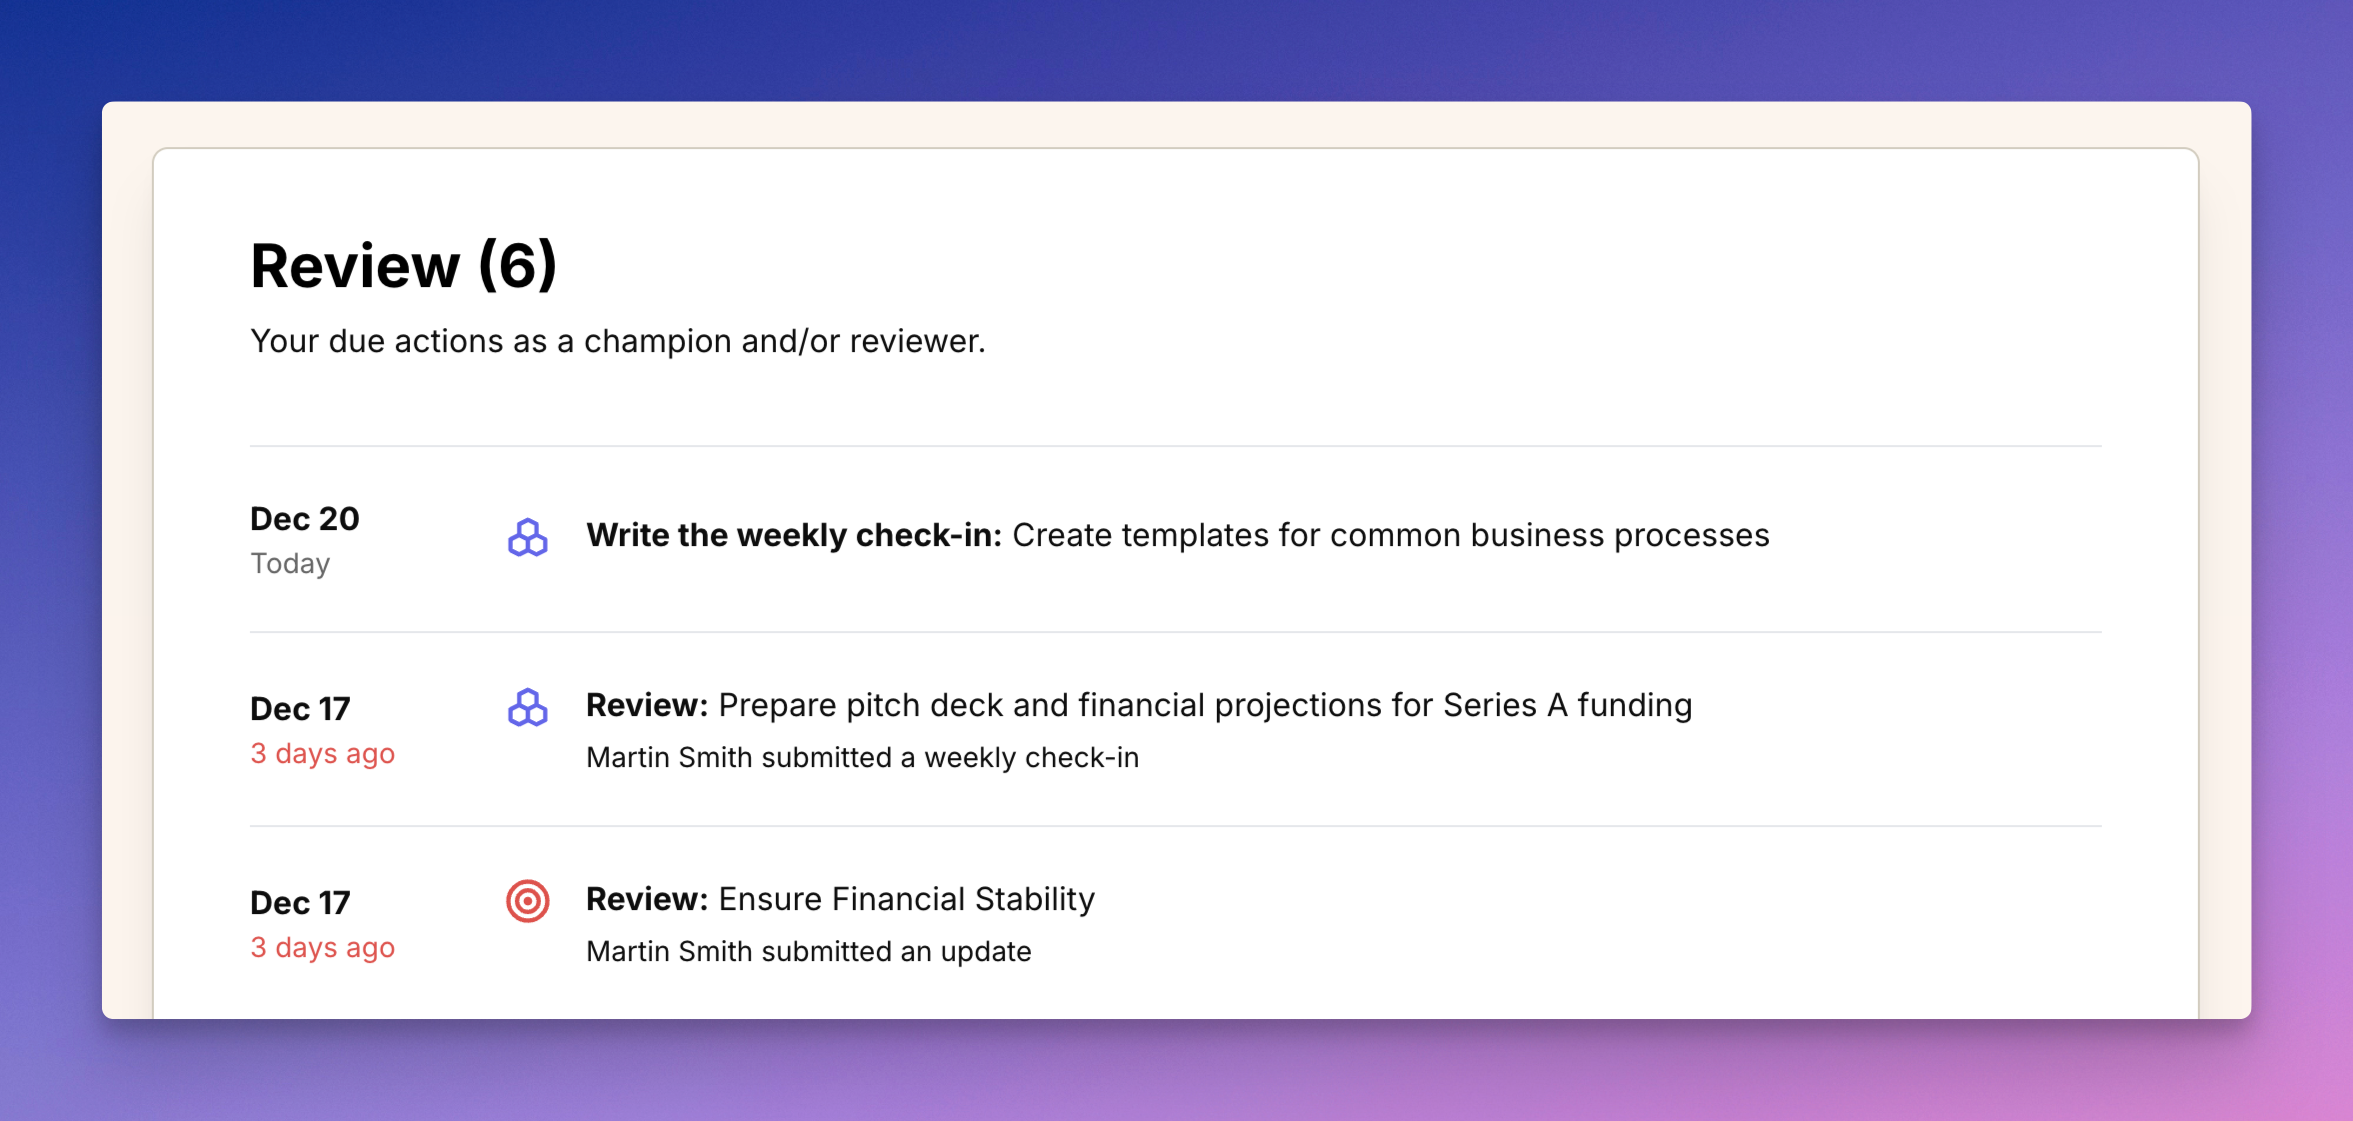 Review (6)
Your due actions as a champion and/or reviewer.
Dec 20
Today
Write the weekly check-in: Create templates for common business processes
Dec 17
3 days ago
Review: Prepare pitch deck and financial projections for Series A funding
Martin Smith submitted a weekly check-in
Dec 17
3 days ago
Review: Ensure Financial Stability
Martin Smith submitted an update